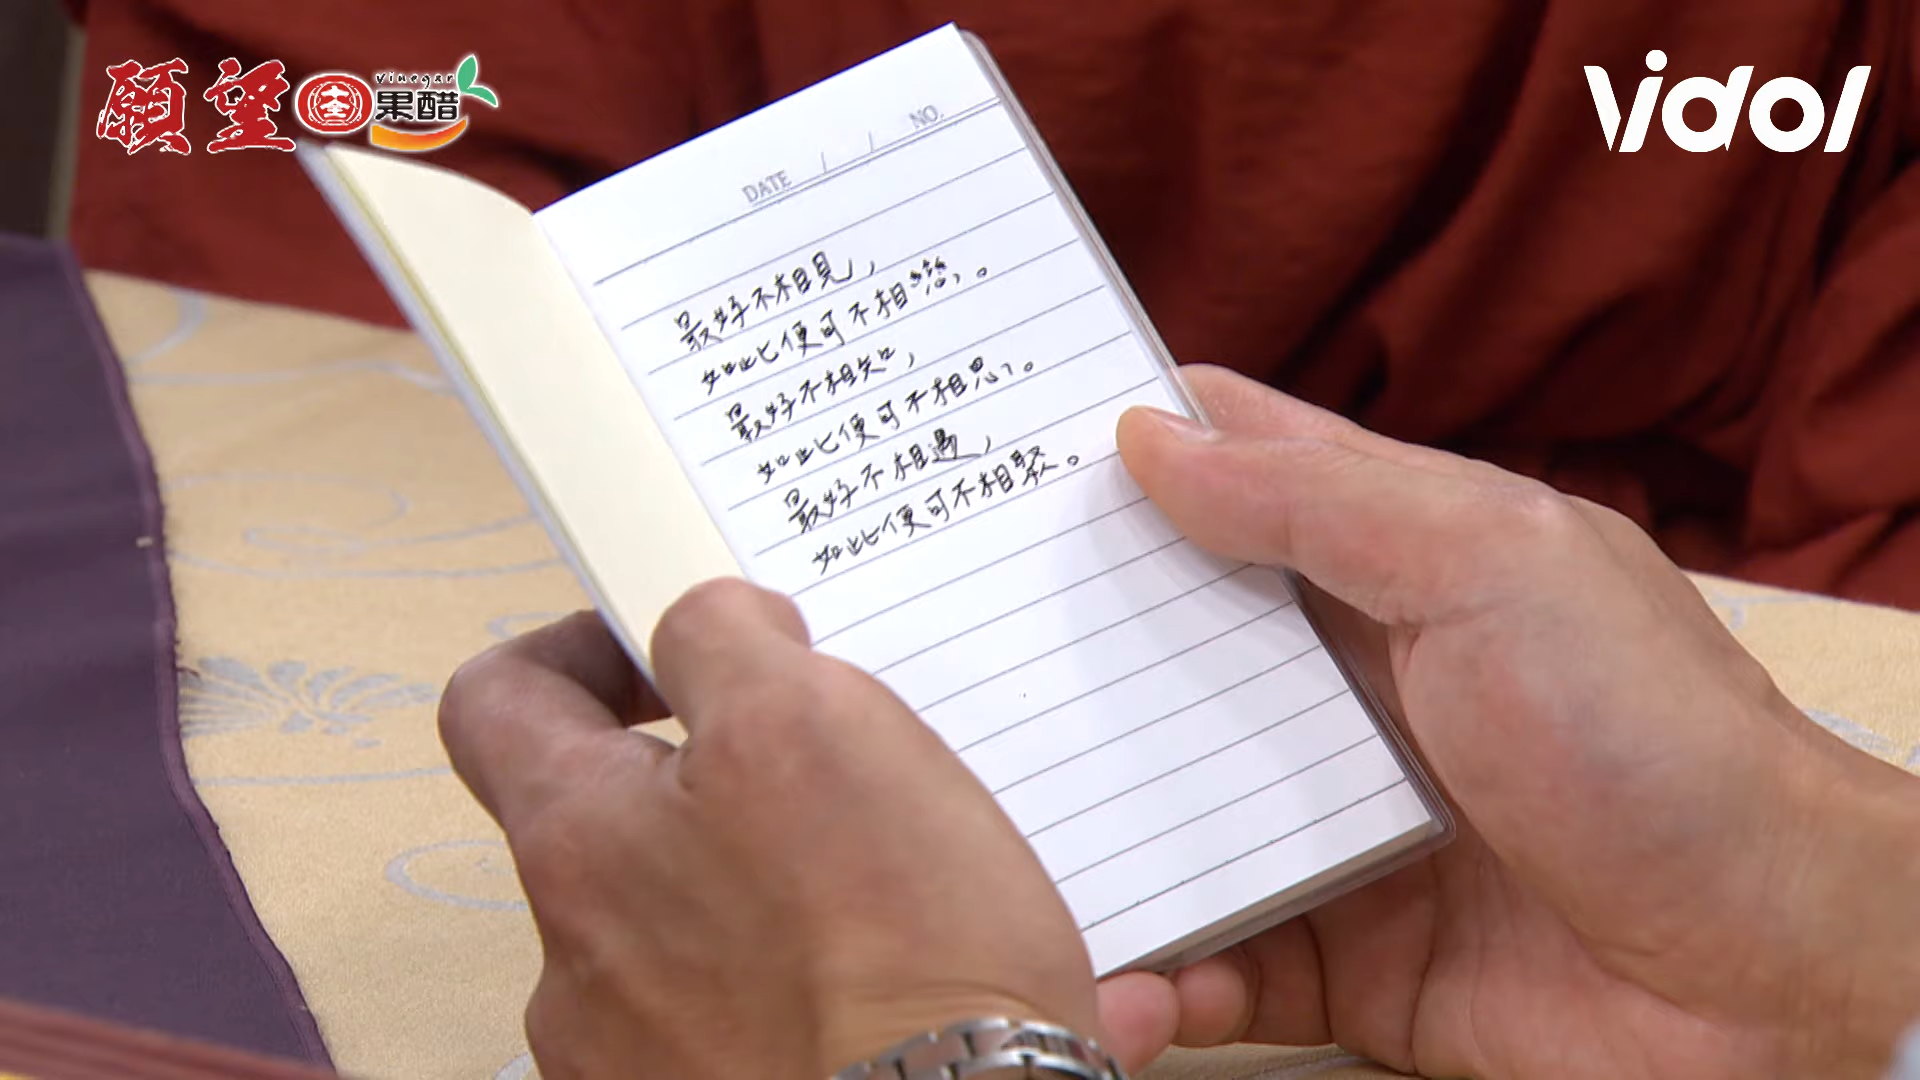 願望
Vinegar
果醋
Vidol
DATE / / NO.
最好不相見,
如此便可不相戀。
最好不相知,
如此便可不相思。
最好不相遇,
如此便可不相聚。